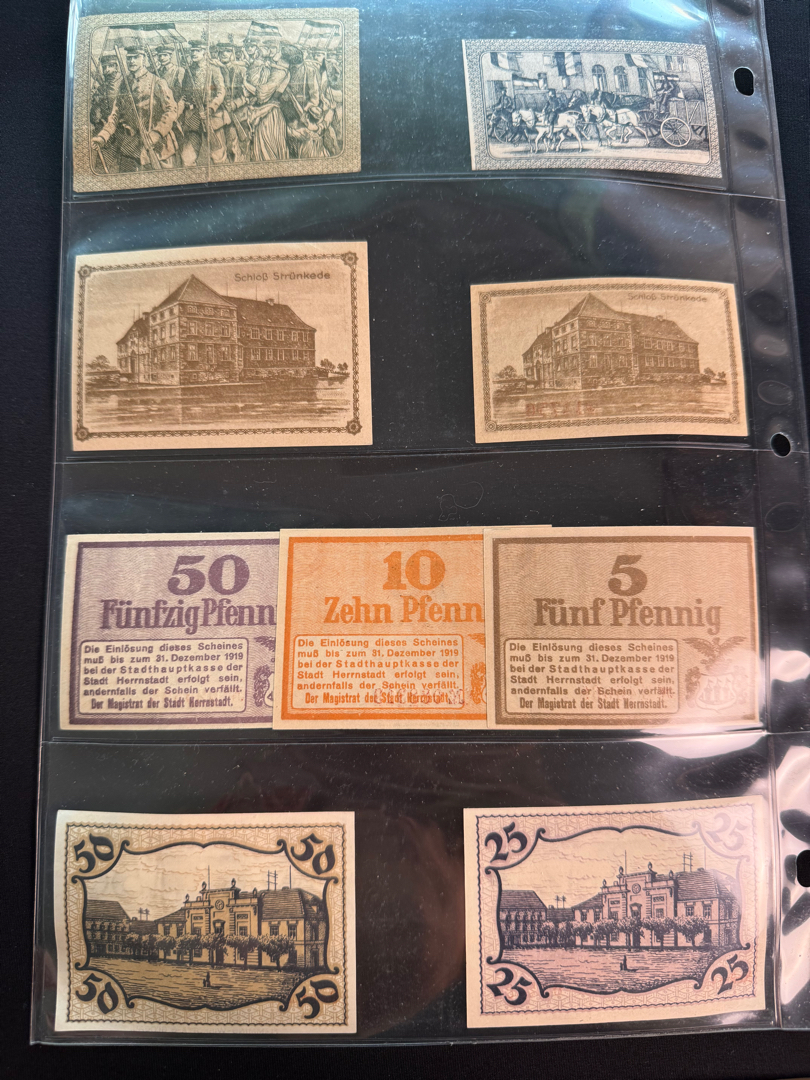 Schloß Strünkede
Schloß Strünkede
50
Fünfzig Pfenn
Die Einlösung dieses Scheines
muß bis zum 31. Dezember 1919
bei der Stadthauptkasse der
Stadt Herrnstadt erfolgt sein,
andernfalls der Schein verfällt.
Der Magistrat der Stadt Herrnstadt.
10
Zehn Pfenn
Die Einlösung dieses Scheines
muß bis zum 31. Dezember 1919
bei der Stadthauptkasse der
Stadt Herrnstadt erfolgt sein,
andernfalls der Schein verfällt.
Der Magistrat der Stadt Herrnstadt.
5
Fünf Pfennig
Die Einlösung dieses Scheines
muß bis zum 31. Dezember 1919
bei der Stadthauptkasse der
Stadt Herrnstadt erfolgt sein,
andernfalls der Schein verfällt.
Der Magistrat der Stadt Herrnstadt.
50 50
50 50
25 25
25 25